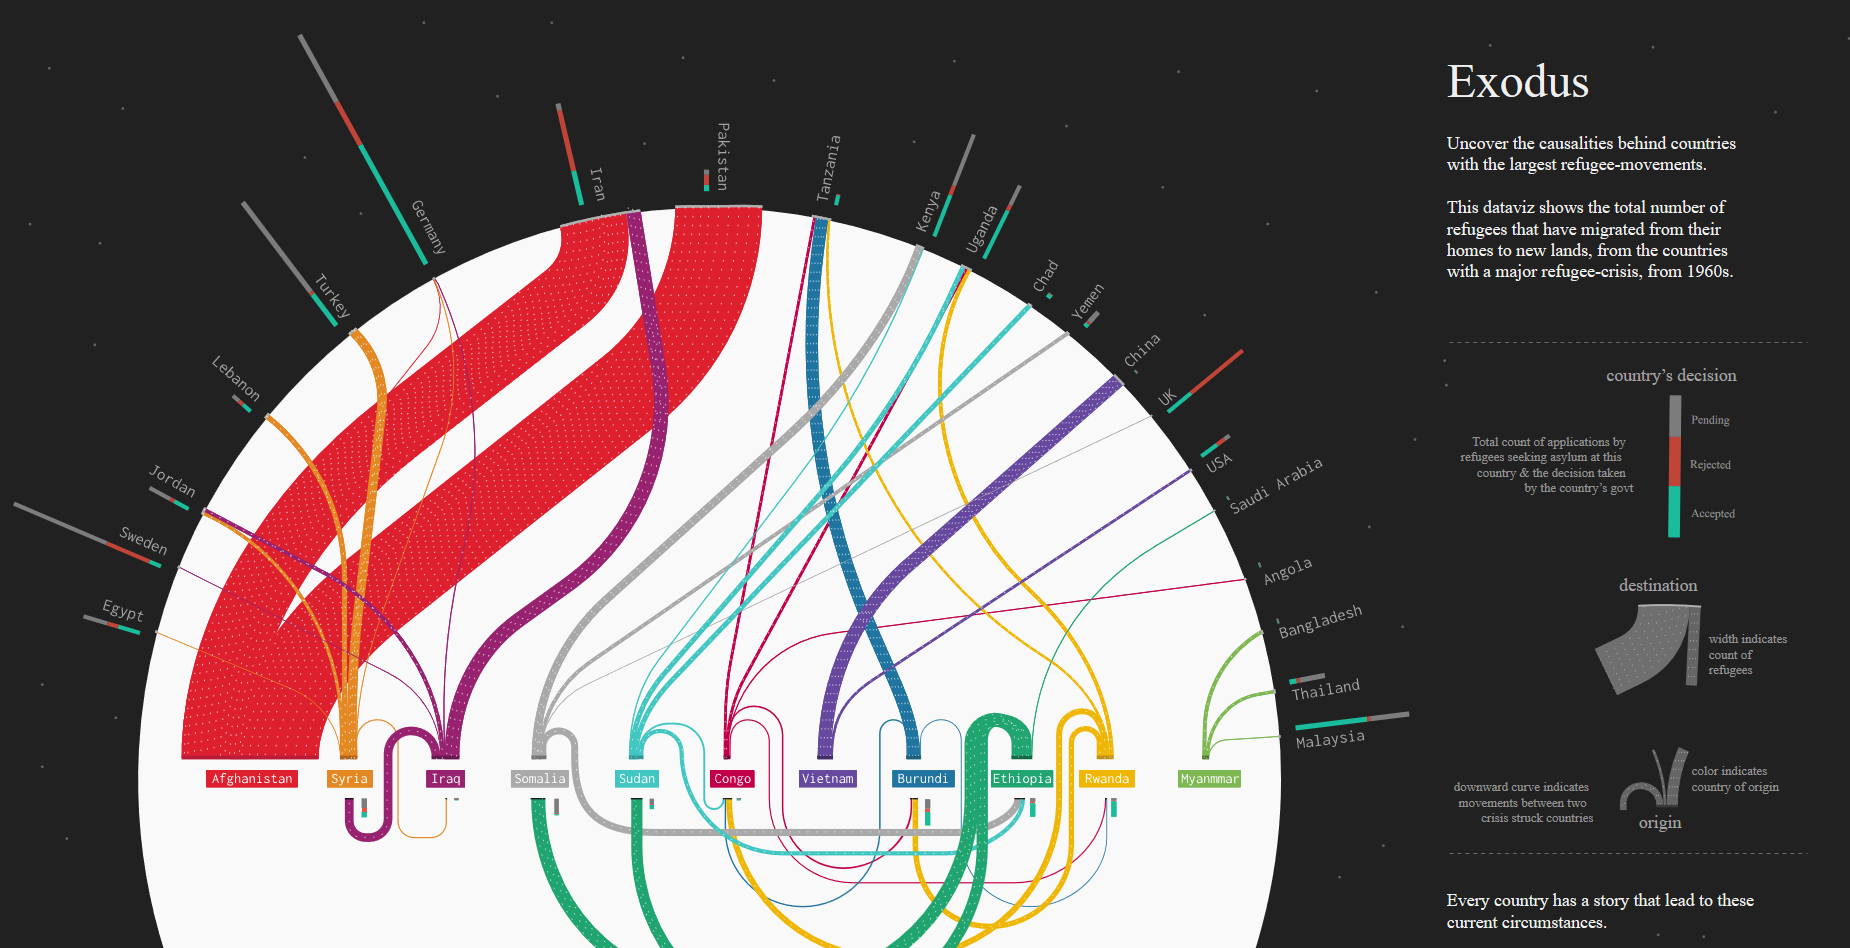 Exodus
Uncover the causalities behind countries
with the largest refugee-movements.
This dataviz shows the total number of
refugees that have migrated from their
homes to new lands, from the countries
with a major refugee-crisis, from 1960s.
country's decision
Pending
Rejected
Accepted
Total count of applications by
refugees seeking asylum at this
country & the decision taken
by the country's govt
destination
width indicates
count of
refugees
color indicates
country of origin
downward curve indicates
movements between two
crisis struck countries
origin
Every country has a story that lead to these
current circumstances.
Egypt
Sweden
Jordan
Lebanon
Turkey
Germany
Iran
Pakistan
Tanzania
Kenya
Uganda
Chad
Yemen
China
UK
USA
Saudi Arabia
Angola
Bangladesh
Thailand
Malaysia
Afghanistan
Syria
Iraq
Somalia
Sudan
Congo
Vietnam
Burundi
Ethiopia
Rwanda
Myanmmar